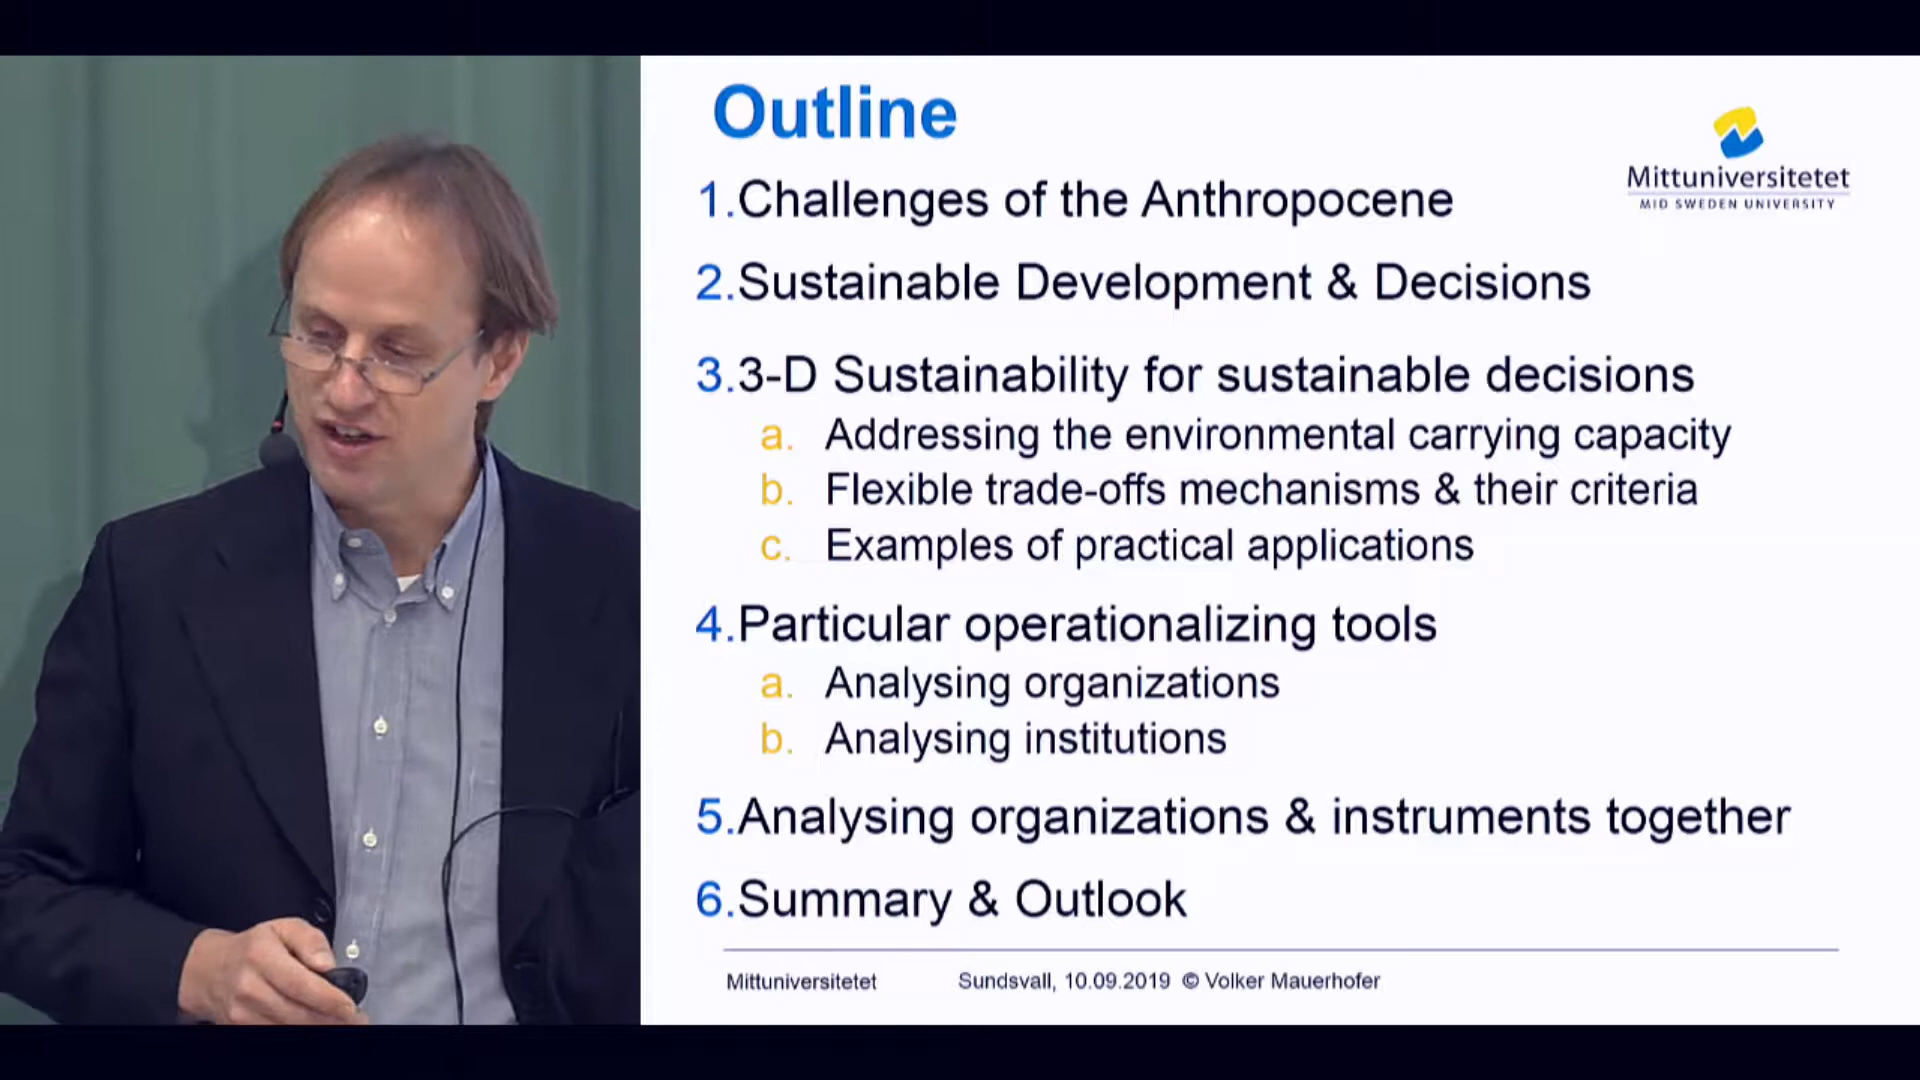 Outline
Mittuniversitetet
MID SWEDEN UNIVERSITY
1.Challenges of the Anthropocene
2.Sustainable Development & Decisions
3.3-D Sustainability for sustainable decisions
a. Addressing the environmental carrying capacity
b. Flexible trade-offs mechanisms & their criteria
c. Examples of practical applications
4.Particular operationalizing tools
a. Analysing organizations
b. Analysing institutions
5.Analysing organizations & instruments together
6.Summary & Outlook
Mittuniversitetet Sundsvall, 10.09.2019 © Volker Mauerhofer